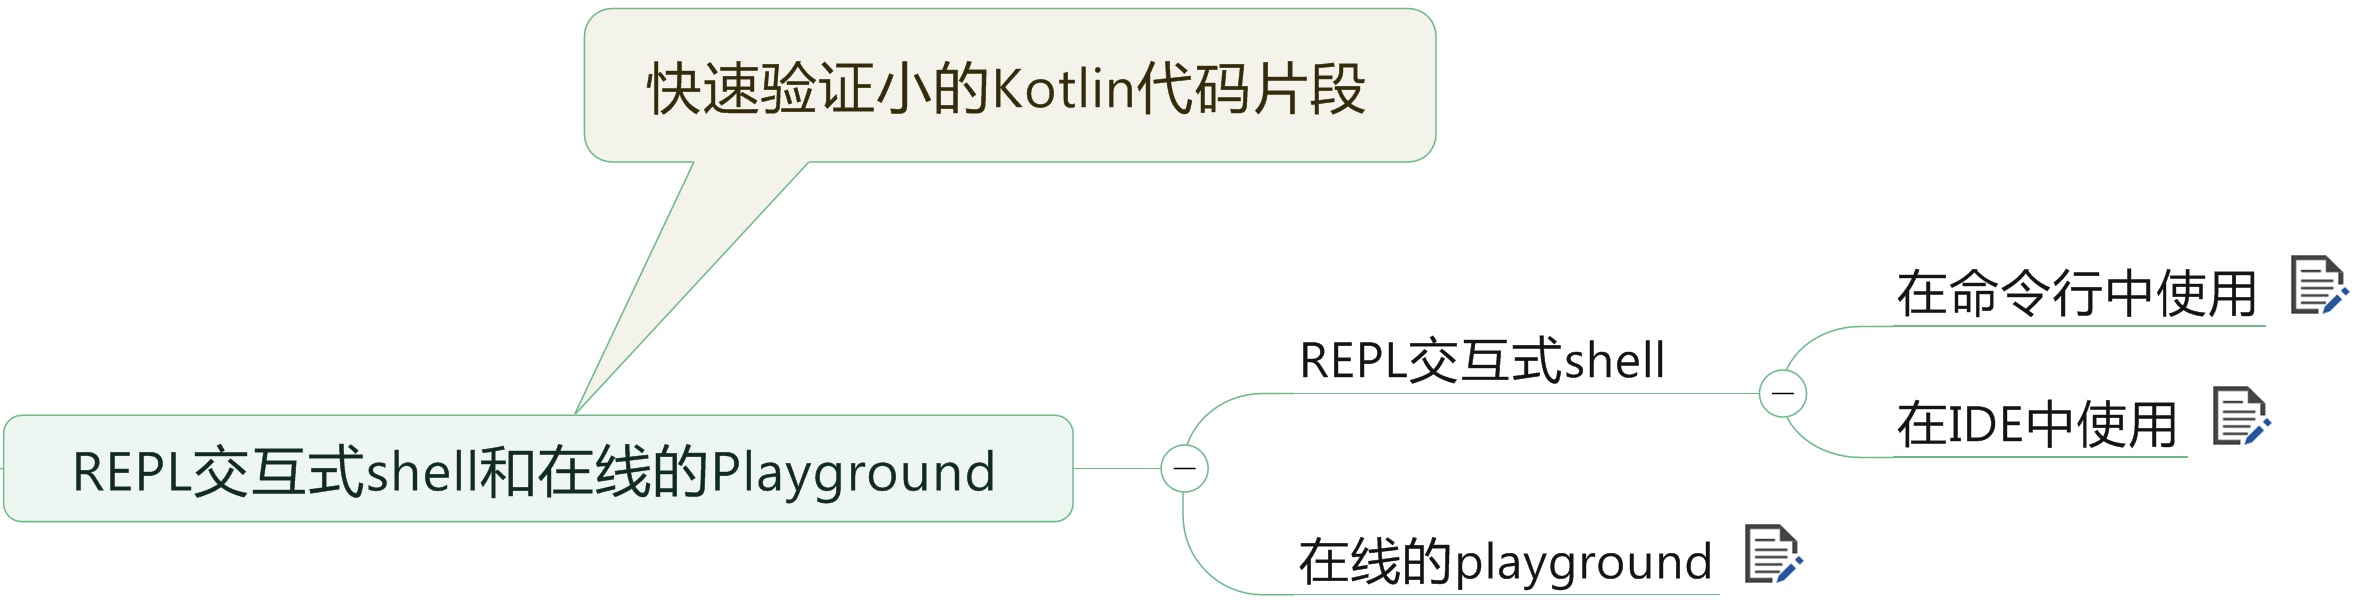 快速验证小的Kotlin代码片段
REPL交互式shell和在线的Playground
REPL交互式shell
在命令行中使用
在IDE中使用
在线的playground